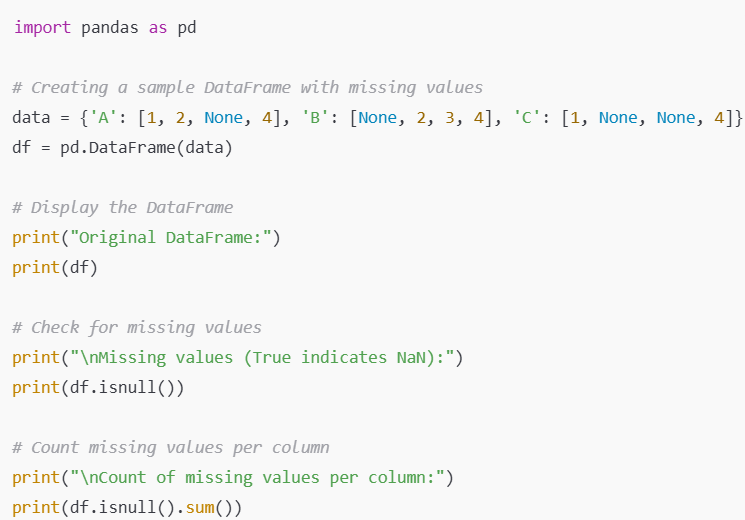 import pandas as pd
# Creating a sample DataFrame with missing values
data = {'A': [1, 2, None, 4], 'B': [None, 2, 3, 4], 'C': [1, None, None, 4]}
df = pd.DataFrame(data)
# Display the DataFrame
print("Original DataFrame:")
print(df)
# Check for missing values
print("\nMissing values (True indicates NaN):")
print(df.isnull())
# Count missing values per column
print("\nCount of missing values per column:")
print(df.isnull().sum())